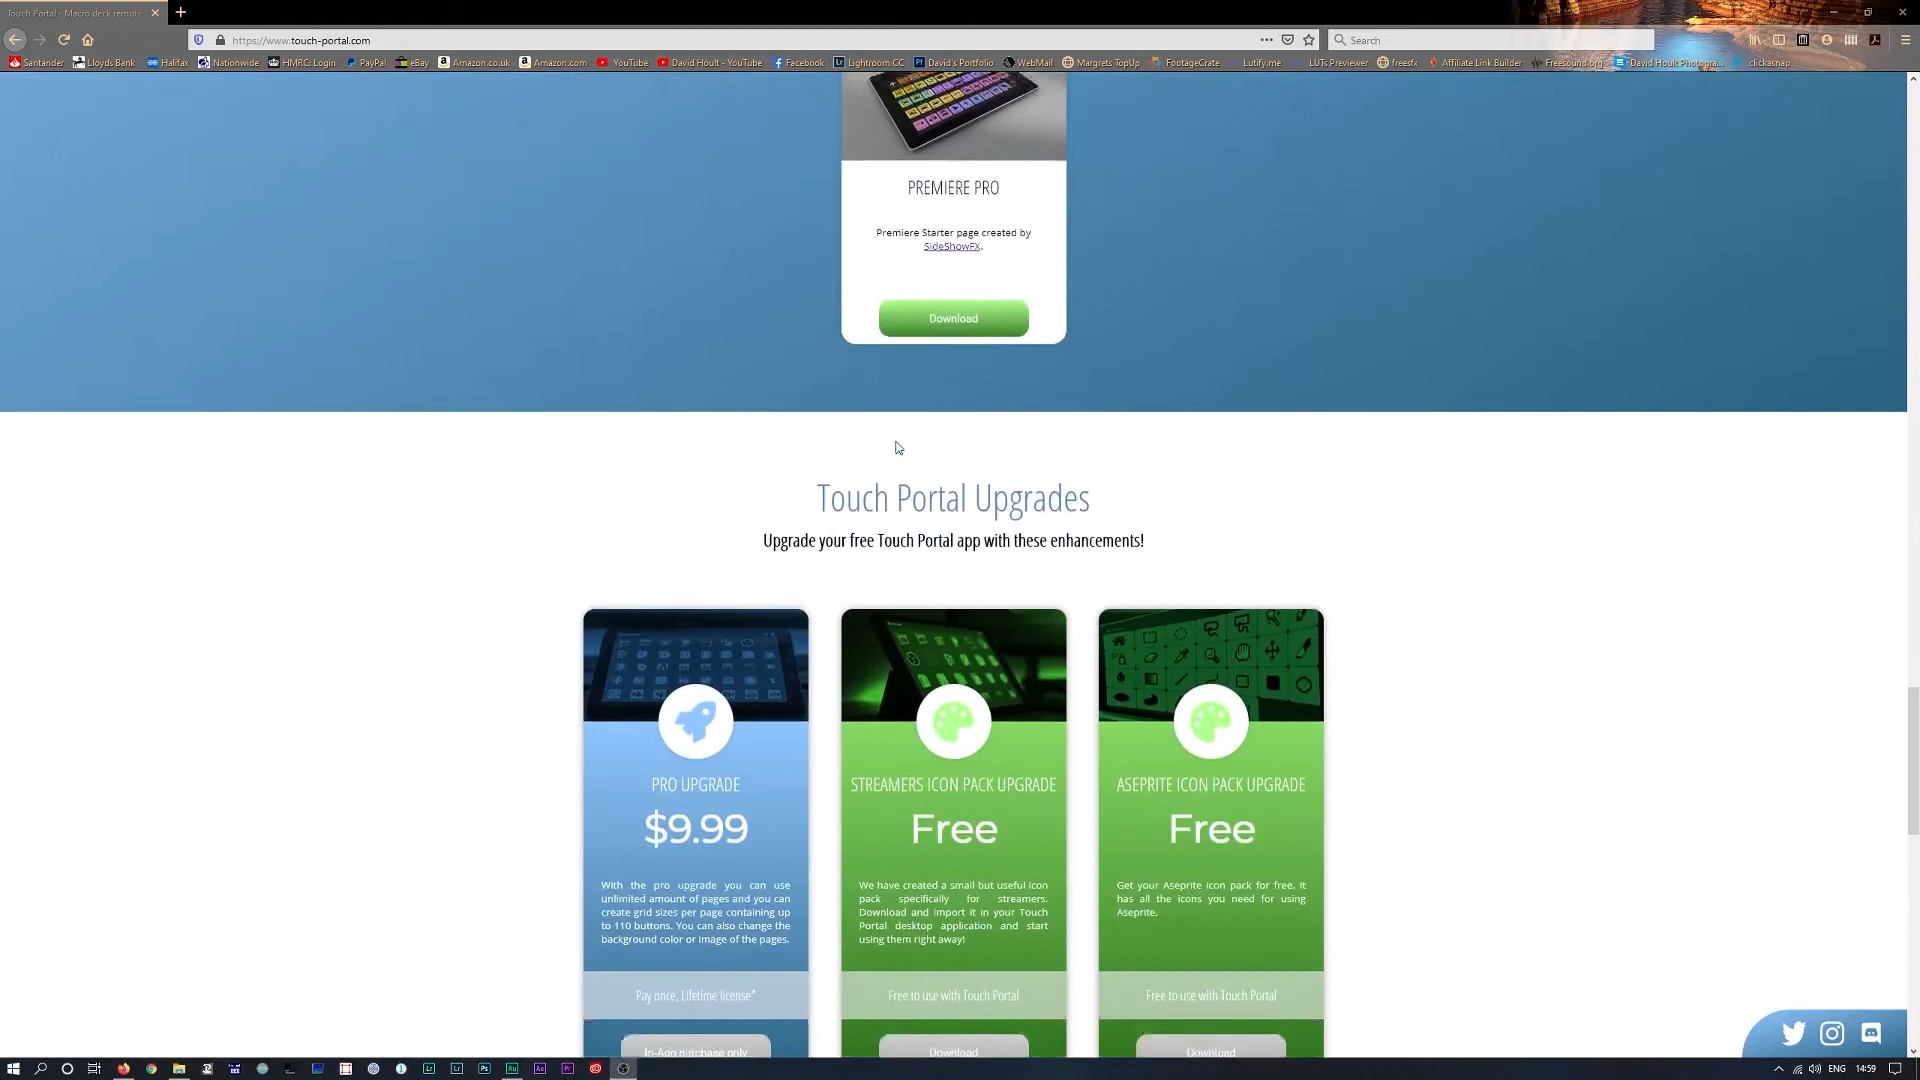 Touch Portal - Macro deck remote
https://www.touch-portal.com
Search
Santander
Lloyds Bank
Halifax
Nationwide
HMRC: Login
PayPal
eBay
Amazon.co.uk
Amazon.com
YouTube
David Hoult - YouTube
Facebook
Lightroom CC
David's Portfolio
WebMail
Margrets TopUp
FootageCrate
Lutify.me
LUTs Previewer
freesfx
Affiliate Link Builder
Freesound.org
David Hoult Photogra...
clickasnap
PREMIERE PRO
Premiere Starter page created by
SideShowFX.
Download
Touch Portal Upgrades
Upgrade your free Touch Portal app with these enhancements!
PRO UPGRADE
$9.99
With the pro upgrade you can use
unlimited amount of pages and you can
create grid sizes per page containing up
to 110 buttons. You can also change the
background color or image of the pages.
Pay once, Lifetime license*
In-App purchase only
STREAMERS ICON PACK UPGRADE
Free
We have created a small but useful icon
pack specifically for streamers.
Download and import it in your Touch
Portal desktop application and start
using them right away!
Free to use with Touch Portal
Download
ASEPRITE ICON PACK UPGRADE
Free
Get your Aseprite icon pack for free. It
has all the icons you need for using
Aseprite.
Free to use with Touch Portal
Download
ENG
14:59